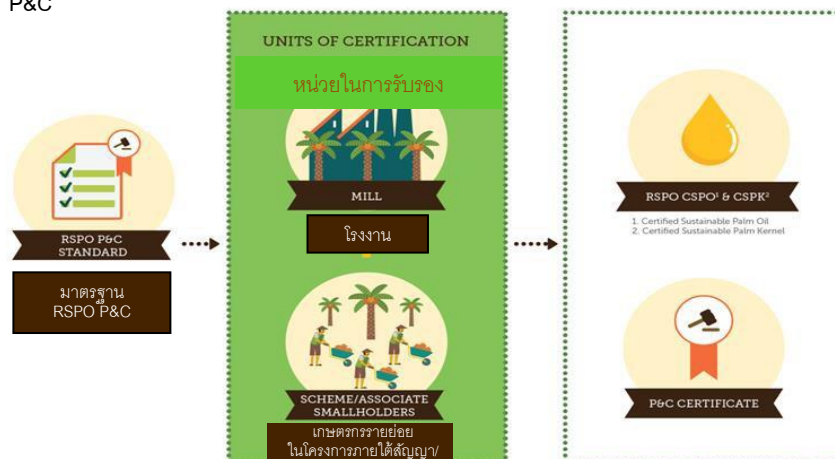 P&C
UNITS OF CERTIFICATION
หน่วยในการรับรอง
MILL
โรงงาน
RSPO P&C
STANDARD
มาตรฐาน
RSPO P&C
SCHEME/ASSOCIATE
SMALLHOLDERS
เกษตรกรรายย่อย
ในโครงการภายใต้สัญญา/
RSPO CSPO¹ & CSPK²
1. Certified Sustainable Palm Oil
2. Certified Sustainable Palm Kernel
P&C CERTIFICATE